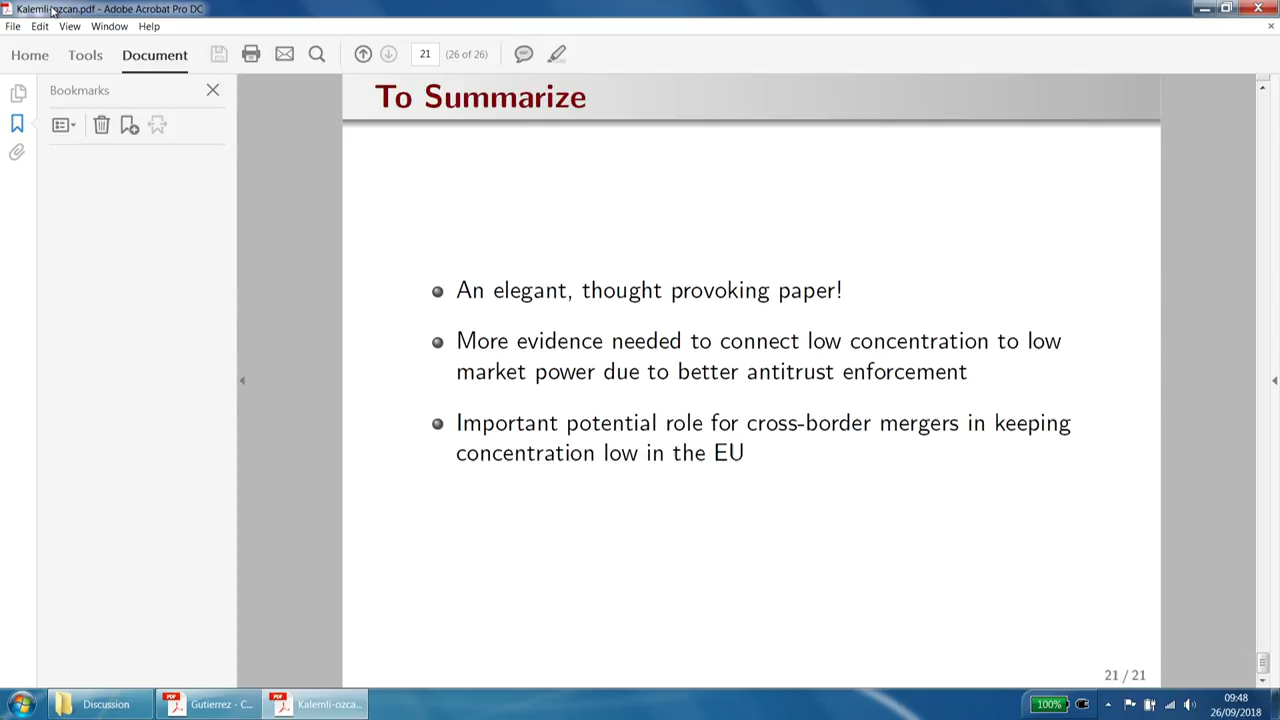 Kalemli-ozcan.pdf - Adobe Acrobat Pro DC
File Edit View Window Help
Home Tools Document 21 (26 of 26)
Bookmarks
To Summarize
An elegant, thought provoking paper!
More evidence needed to connect low concentration to low
market power due to better antitrust enforcement
Important potential role for cross-border mergers in keeping
concentration low in the EU
21 / 21
Discussion
PDF
Gutierrez - C...
PDF
Kalemli-ozca...
100%
09:48
26/09/2018